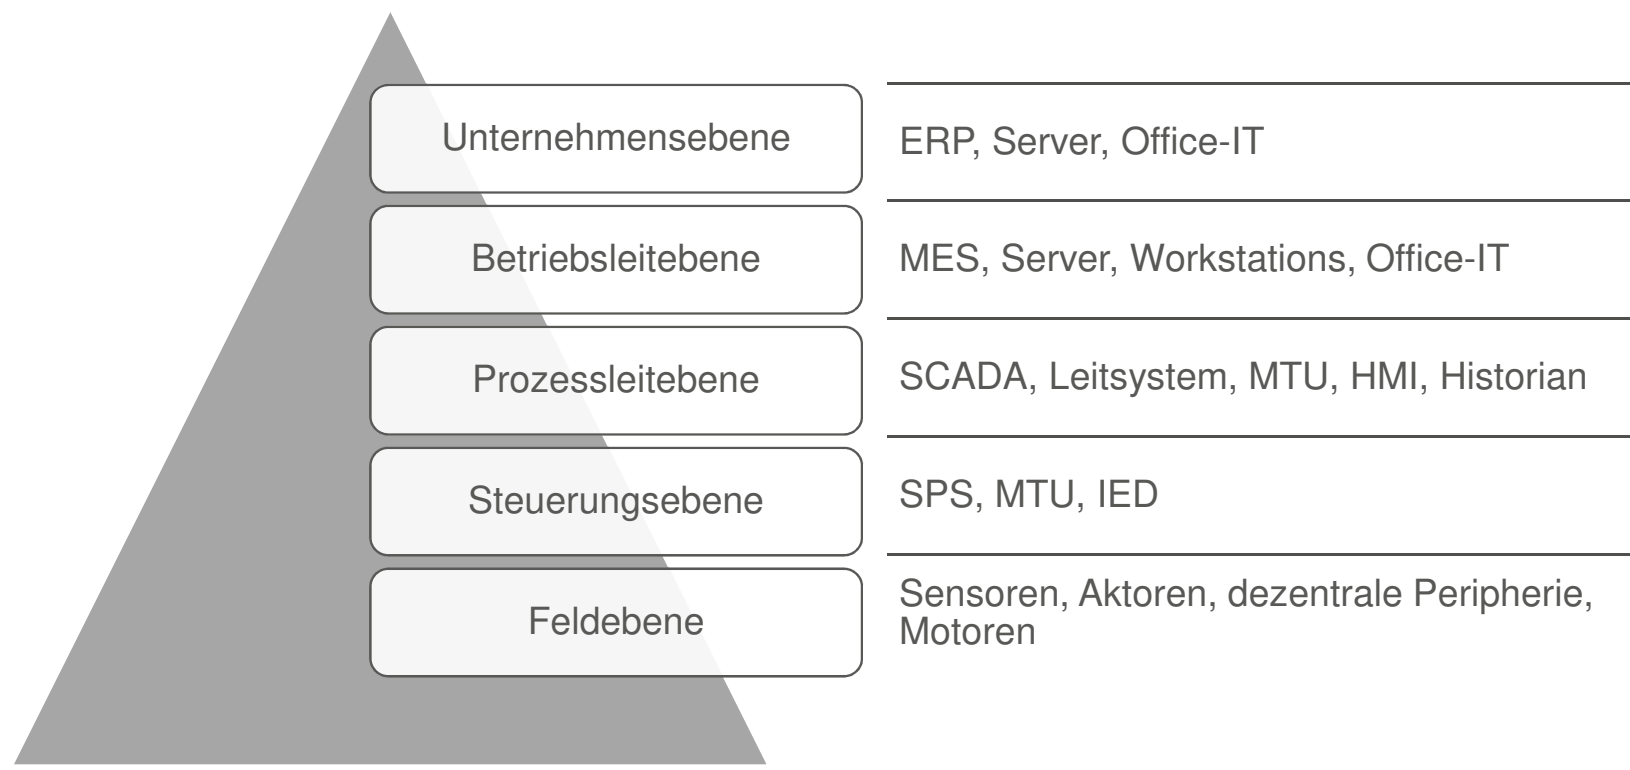 Unternehmensebene
ERP, Server, Office-IT
Betriebsleitebene
MES, Server, Workstations, Office-IT
Prozessleitebene
SCADA, Leitsystem, MTU, HMI, Historian
Steuerungsebene
SPS, MTU, IED
Feldebene
Sensoren, Aktoren, dezentrale Peripherie,
Motoren